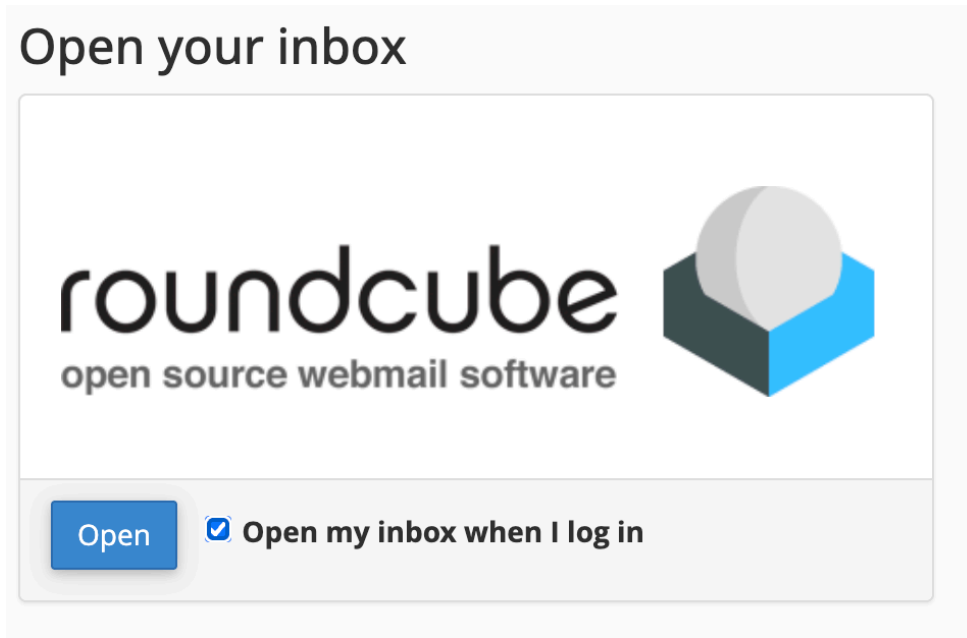 Open your inbox
roundcube
open source webmail software
Open
Open my inbox when I log in